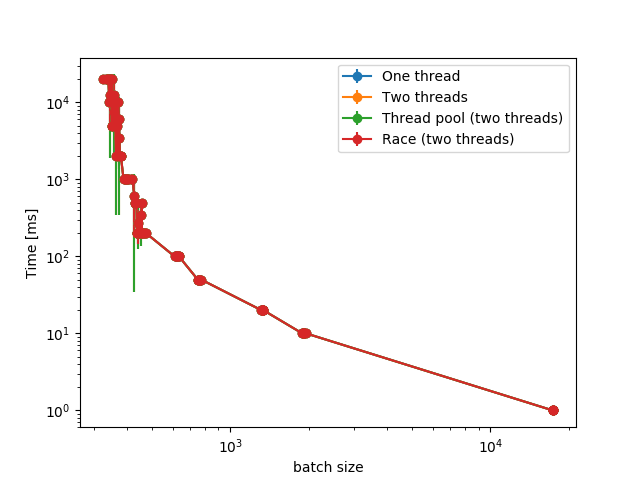 One thread
Two threads
Thread pool (two threads)
Race (two threads)
Time [ms]
10^4
10^3
10^2
10^1
10^0
10^3
10^4
batch size